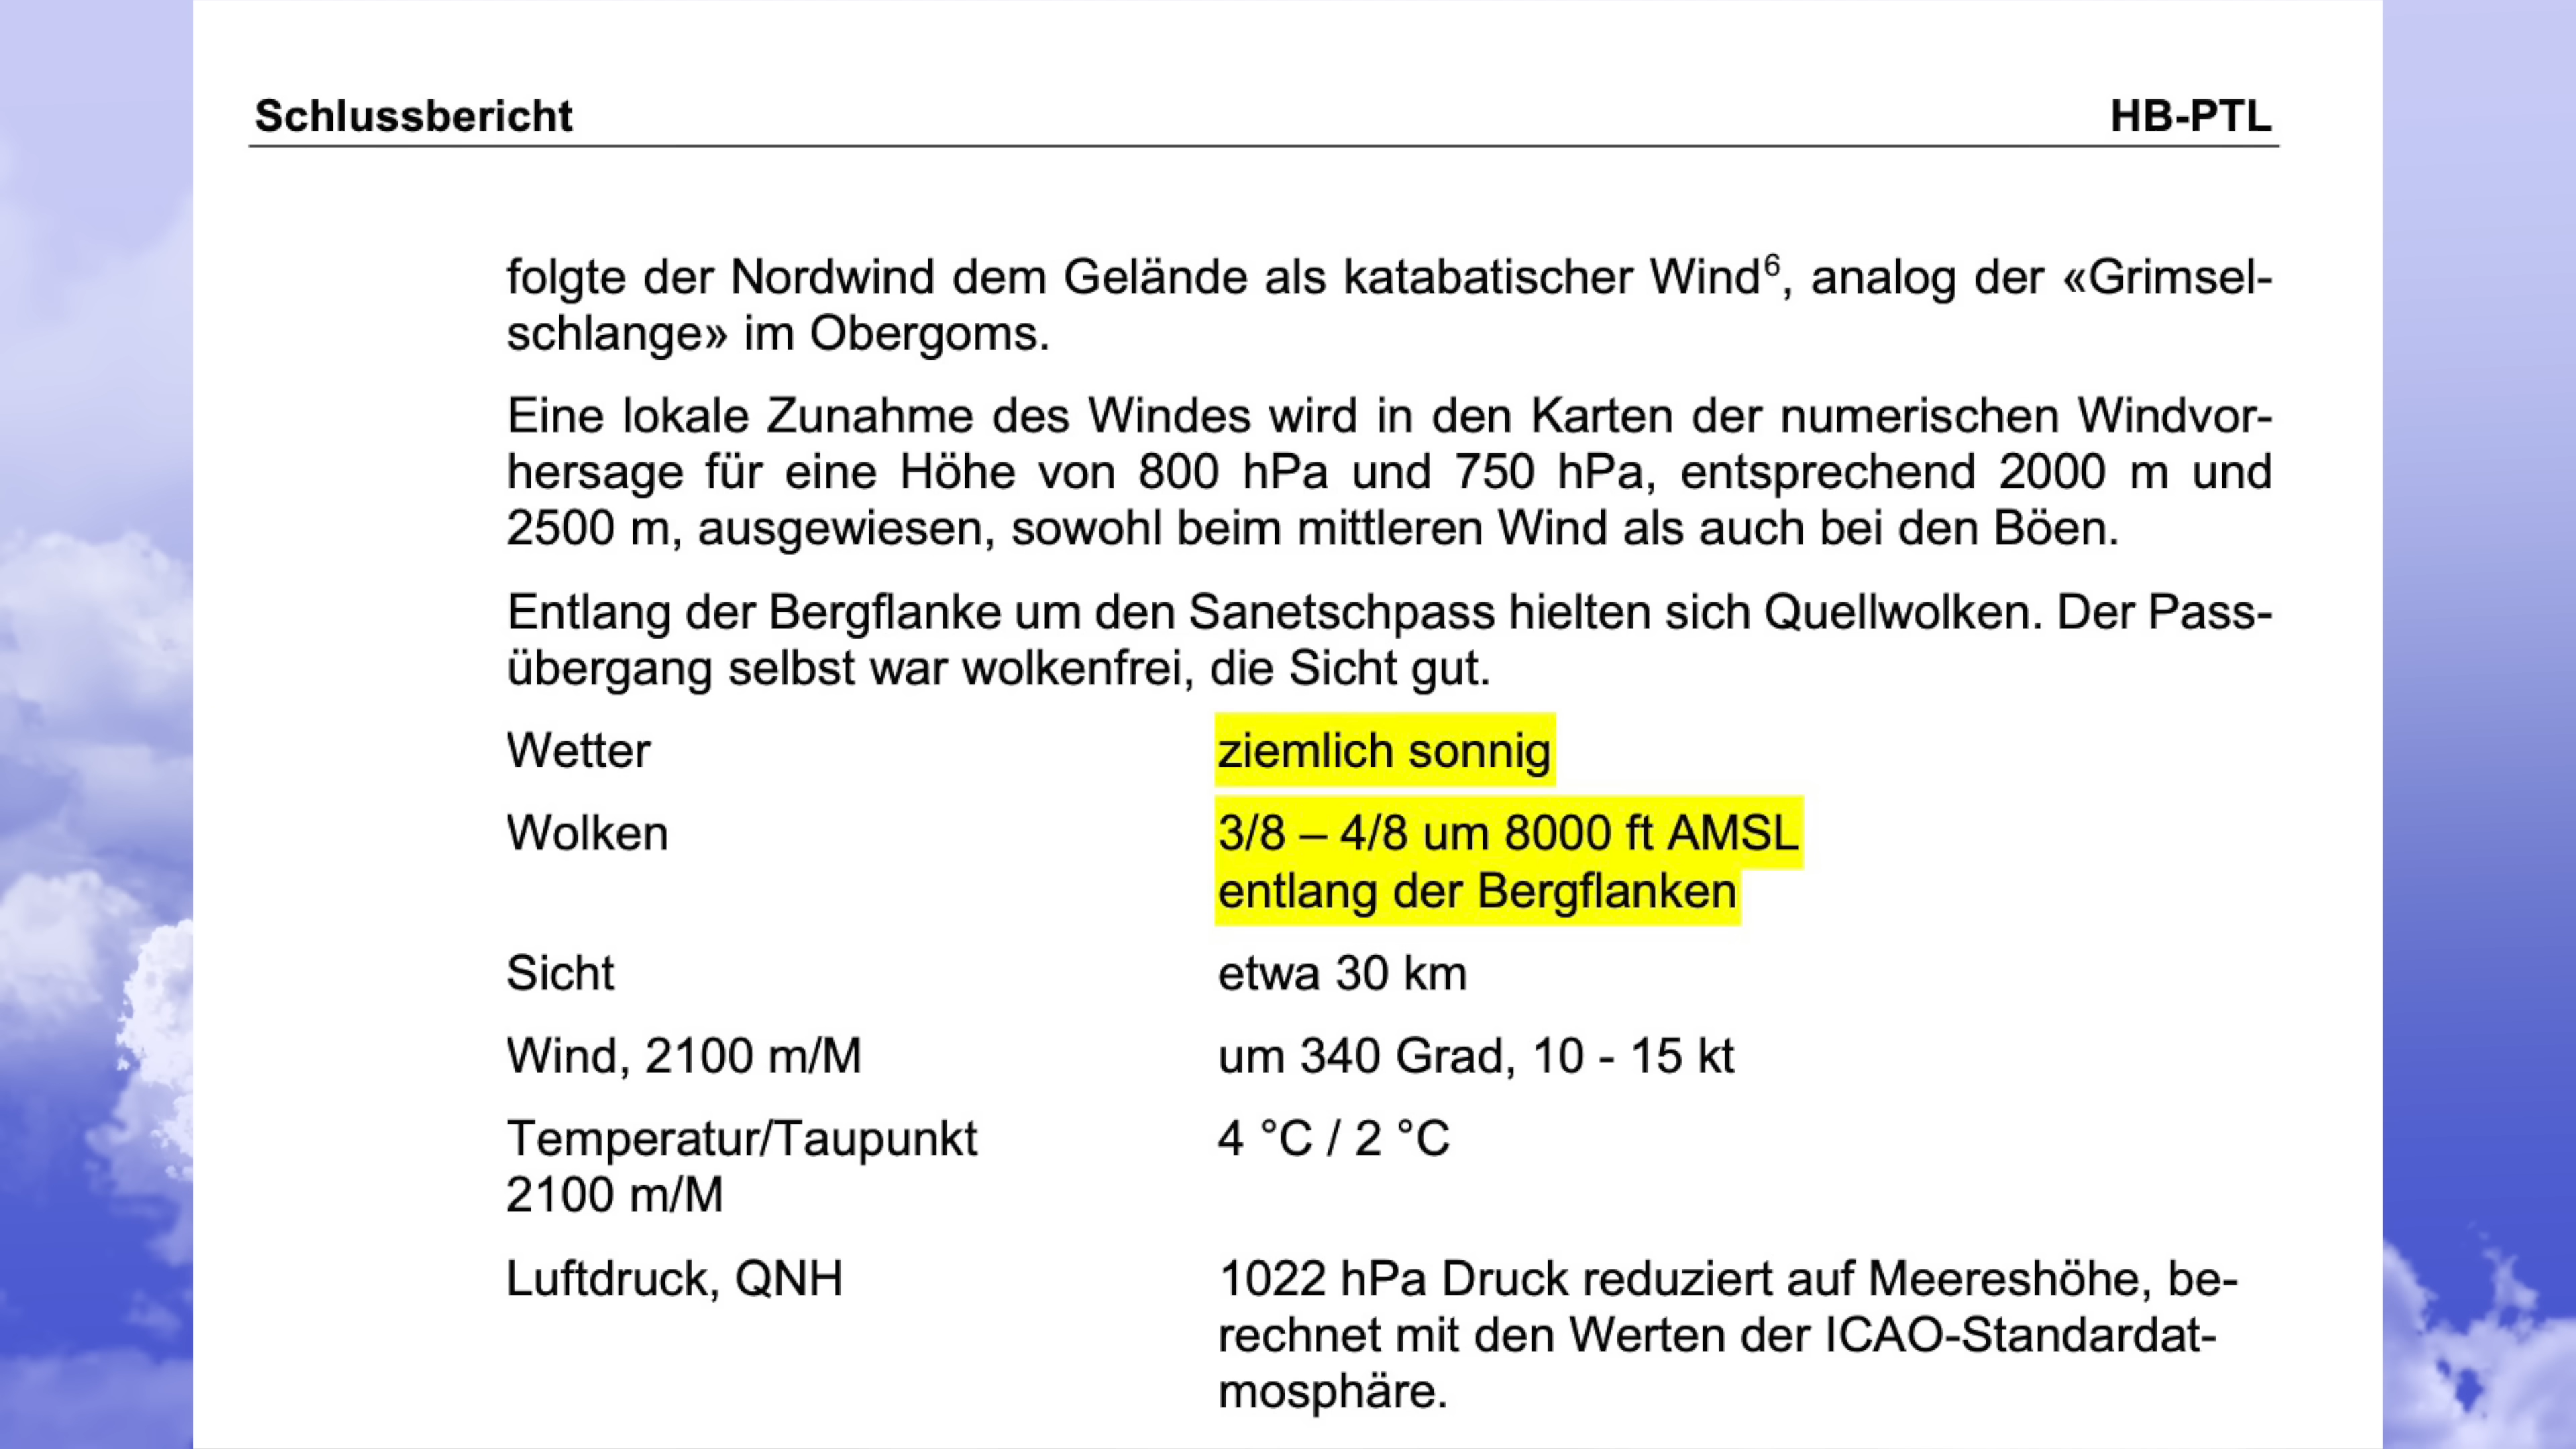 Schlussbericht HB-PTL
folgte der Nordwind dem Gelände als katabatischer Wind⁶, analog der «Grimsel-
schlange» im Obergoms.
Eine lokale Zunahme des Windes wird in den Karten der numerischen Windvor-
hersage für eine Höhe von 800 hPa und 750 hPa, entsprechend 2000 m und
2500 m, ausgewiesen, sowohl beim mittleren Wind als auch bei den Böen.
Entlang der Bergflanke um den Sanetschpass hielten sich Quellwolken. Der Pass-
übergang selbst war wolkenfrei, die Sicht gut.
Wetter ziemlich sonnig
Wolken 3/8 – 4/8 um 8000 ft AMSL
entlang der Bergflanken
Sicht etwa 30 km
Wind, 2100 m/M um 340 Grad, 10 - 15 kt
Temperatur/Taupunkt 4 °C / 2 °C
2100 m/M
Luftdruck, QNH 1022 hPa Druck reduziert auf Meereshöhe, be-
rechnet mit den Werten der ICAO-Standardat-
mosphäre.